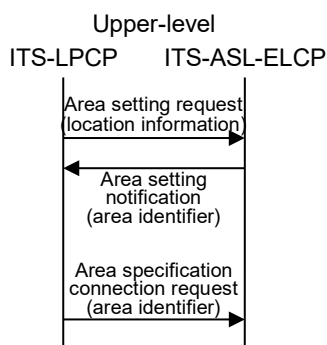 Upper-level
ITS-LPCP ITS-ASL-ELCP
Area setting request
(location information)
Area setting
notification
(area identifier)
Area specification
connection request
(area identifier)